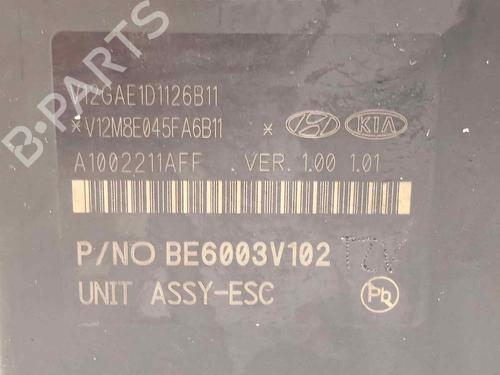 B-PARTS
V12GAE1D1126B11
*V12M8E045FA6B11 *
KIA
A1002211AFF VER. 1.00 1.01
P/NO BE6003V102
UNIT ASSY-ESC
Pb